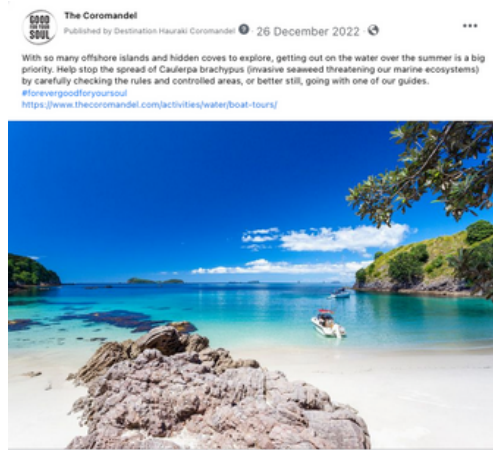 GOOD
FOR YOUR
SOUL
The Coromandel
Published by Destination Hauraki Coromandel · 26 December 2022 ·
With so many offshore islands and hidden coves to explore, getting out on the water over the summer is a big
priority. Help stop the spread of Caulerpa brachypus (invasive seaweed threatening our marine ecosystems)
by carefully checking the rules and controlled areas, or better still, going with one of our guides.
#forevergoodforyoursoul
https://www.thecoromandel.com/activities/water/boat-tours/